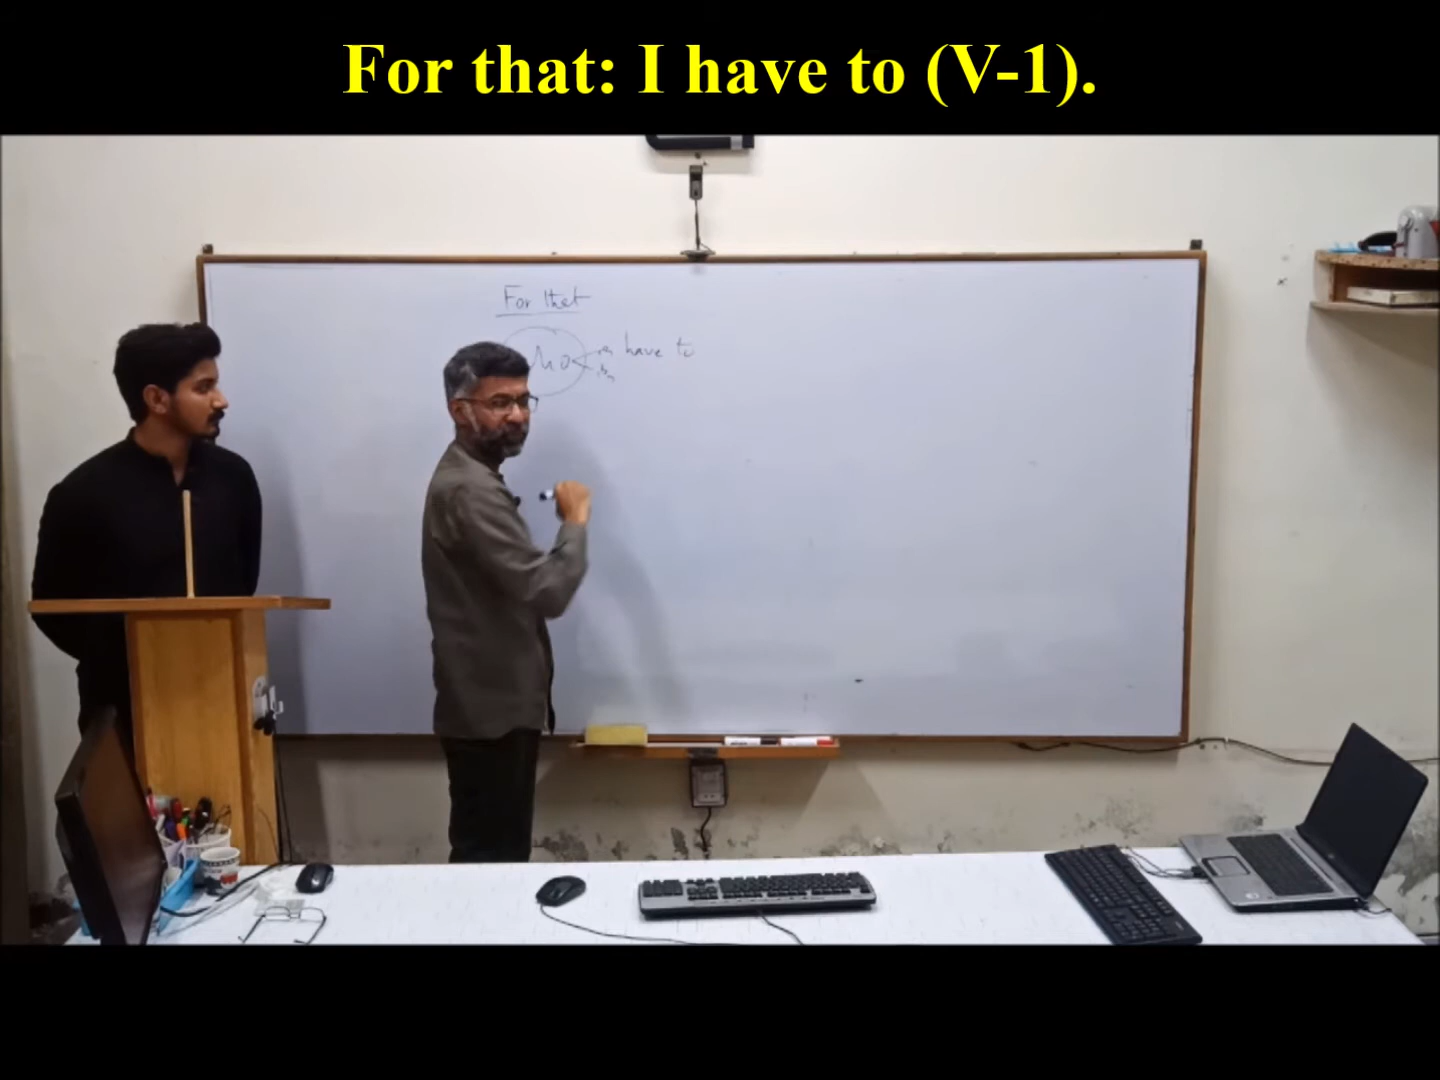 For that: I have to (V-1).
For that
have to